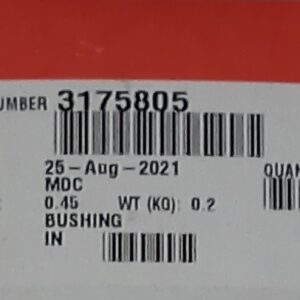 UMBER 3175805
25-Aug-2021
QUAN
MDC
0.45 WT (KG): 0.2
BUSHING
IN